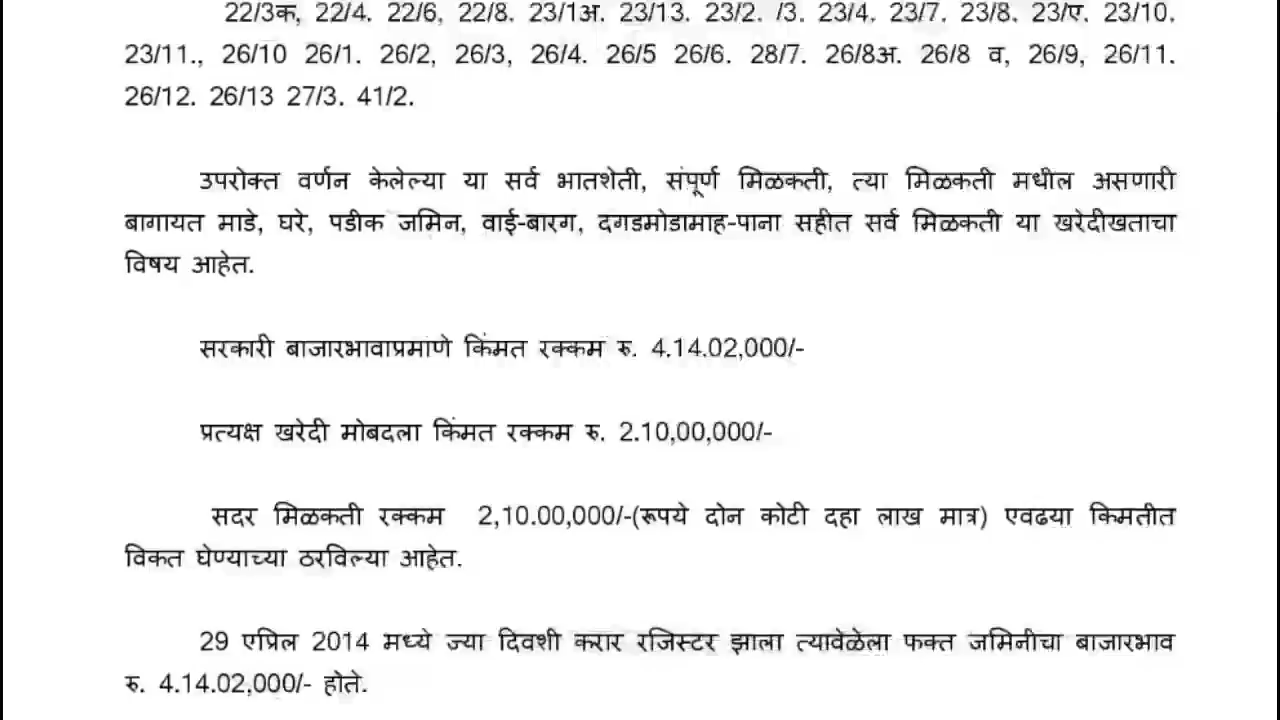 22/3क, 22/4. 22/6, 22/8. 23/1अ. 23/13. 23/2. /3. 23/4. 23/7. 23/8. 23/ए. 23/10.
23/11., 26/10 26/1. 26/2, 26/3, 26/4. 26/5 26/6. 28/7. 26/8अ. 26/8 व, 26/9, 26/11.
26/12. 26/13 27/3. 41/2.
उपरोक्त वर्णन केलेल्या या सर्व भातशेती, संपूर्ण मिळकती, त्या मिळकती मधील असणारी
बागायत माडे, घरे, पडीक जमिन, वाई-बारग, दगडमोडामाह-पाना सहीत सर्व मिळकती या खरेदीखताचा
विषय आहेत.
सरकारी बाजारभावाप्रमाणे किंमत रक्कम रु. 4.14.02,000/-
प्रत्यक्ष खरेदी मोबदला किंमत रक्कम रु. 2.10,00,000/-
सदर मिळकती रक्कम 2,10.00,000/-(रूपये दोन कोटी दहा लाख मात्र) एवढया किमतीत
विकत घेण्याच्या ठरविल्या आहेत.
29 एप्रिल 2014 मध्ये ज्या दिवशी करार रजिस्टर झाला त्यावेळेला फक्त जमिनीचा बाजारभाव
रु. 4.14.02,000/- होते.